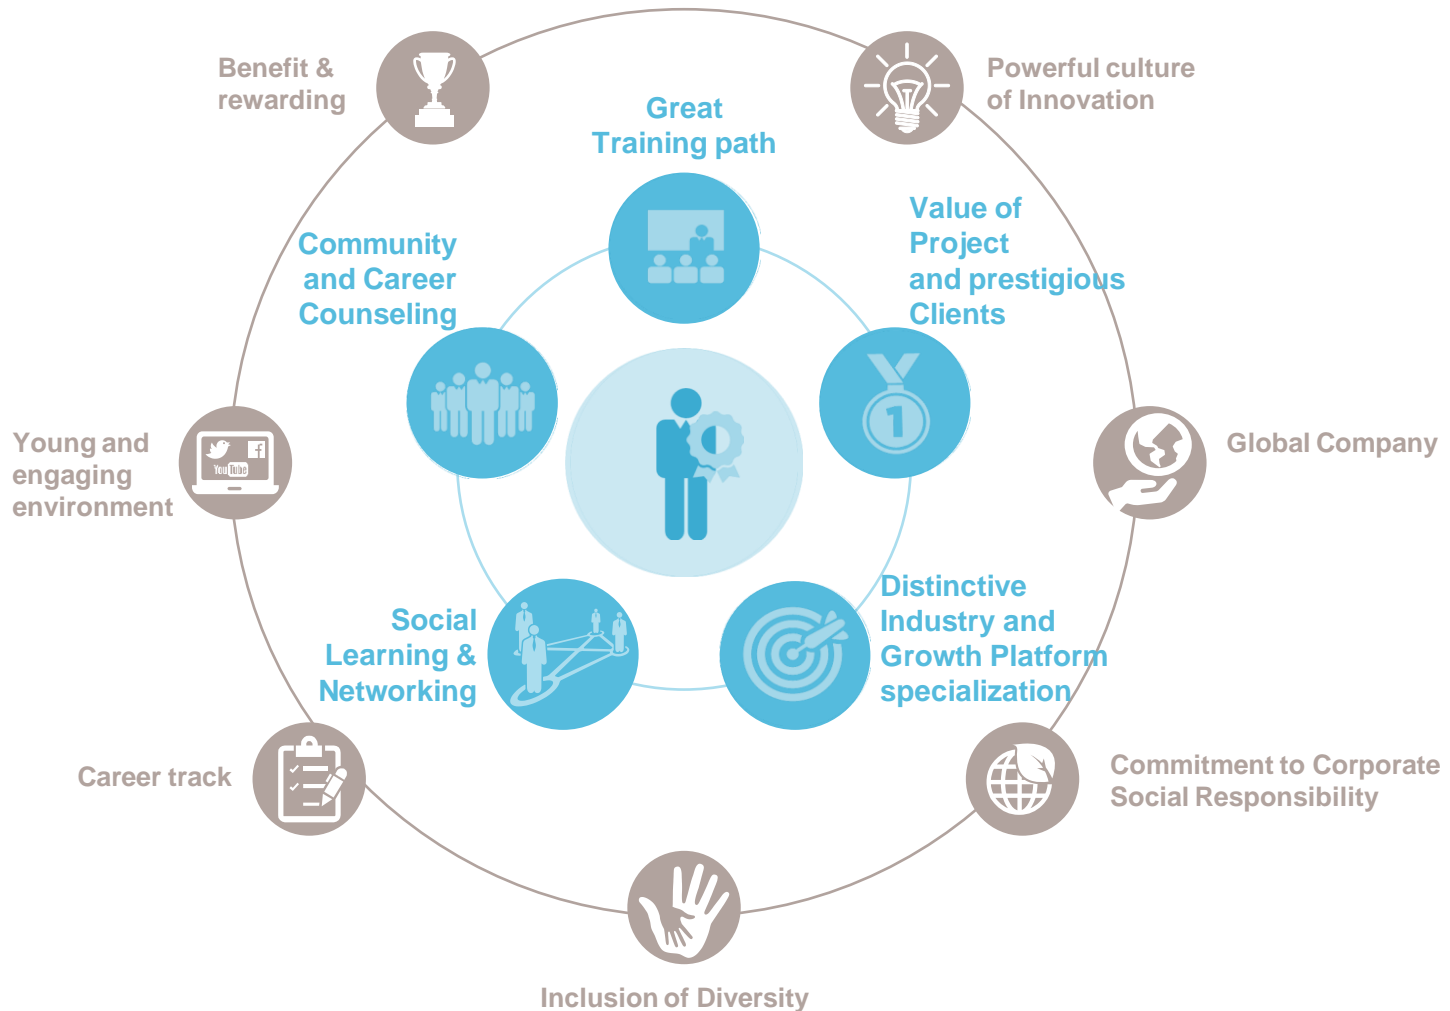 Benefit &
rewarding
Powerful culture
of Innovation
Great
Training path
Value of
Project
and prestigious
Clients
Community
and Career
Counseling
1
Young and
engaging
environment
f
YouTube
Global Company
Distinctive
Industry and
Growth Platform
specialization
Social
Learning &
Networking
Career track
Commitment to Corporate
Social Responsibility
Inclusion of Diversity